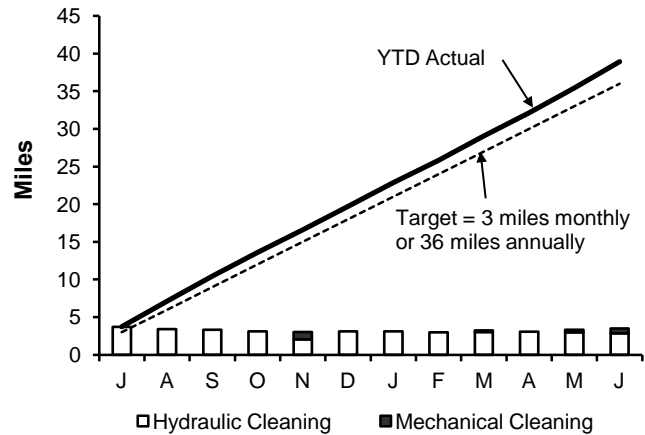 45
40
35
30
25
20
15
10
5
0
Miles
YTD Actual
Target = 3 miles monthly
or 36 miles annually
J A S O N D J F M A M J
Hydraulic Cleaning Mechanical Cleaning